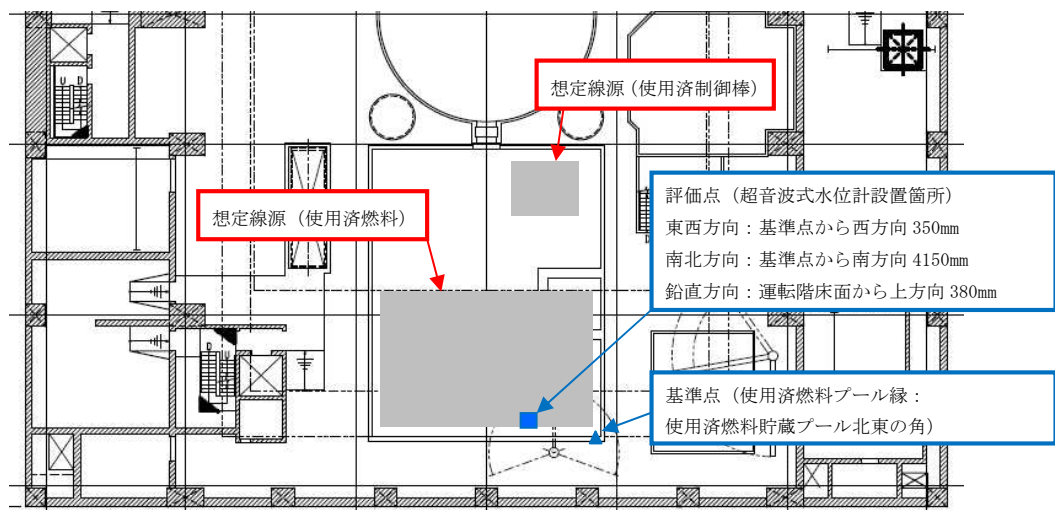 想定線源（使用済制御棒）
評価点（超音波式水位計設置箇所）
東西方向：基準点から西方向 350mm
南北方向：基準点から南方向 4150mm
鉛直方向：運転階床面から上方向 380mm
想定線源（使用済燃料）
基準点（使用済燃料プール縁：
使用済燃料貯蔵プール北東の角）
U D
D U